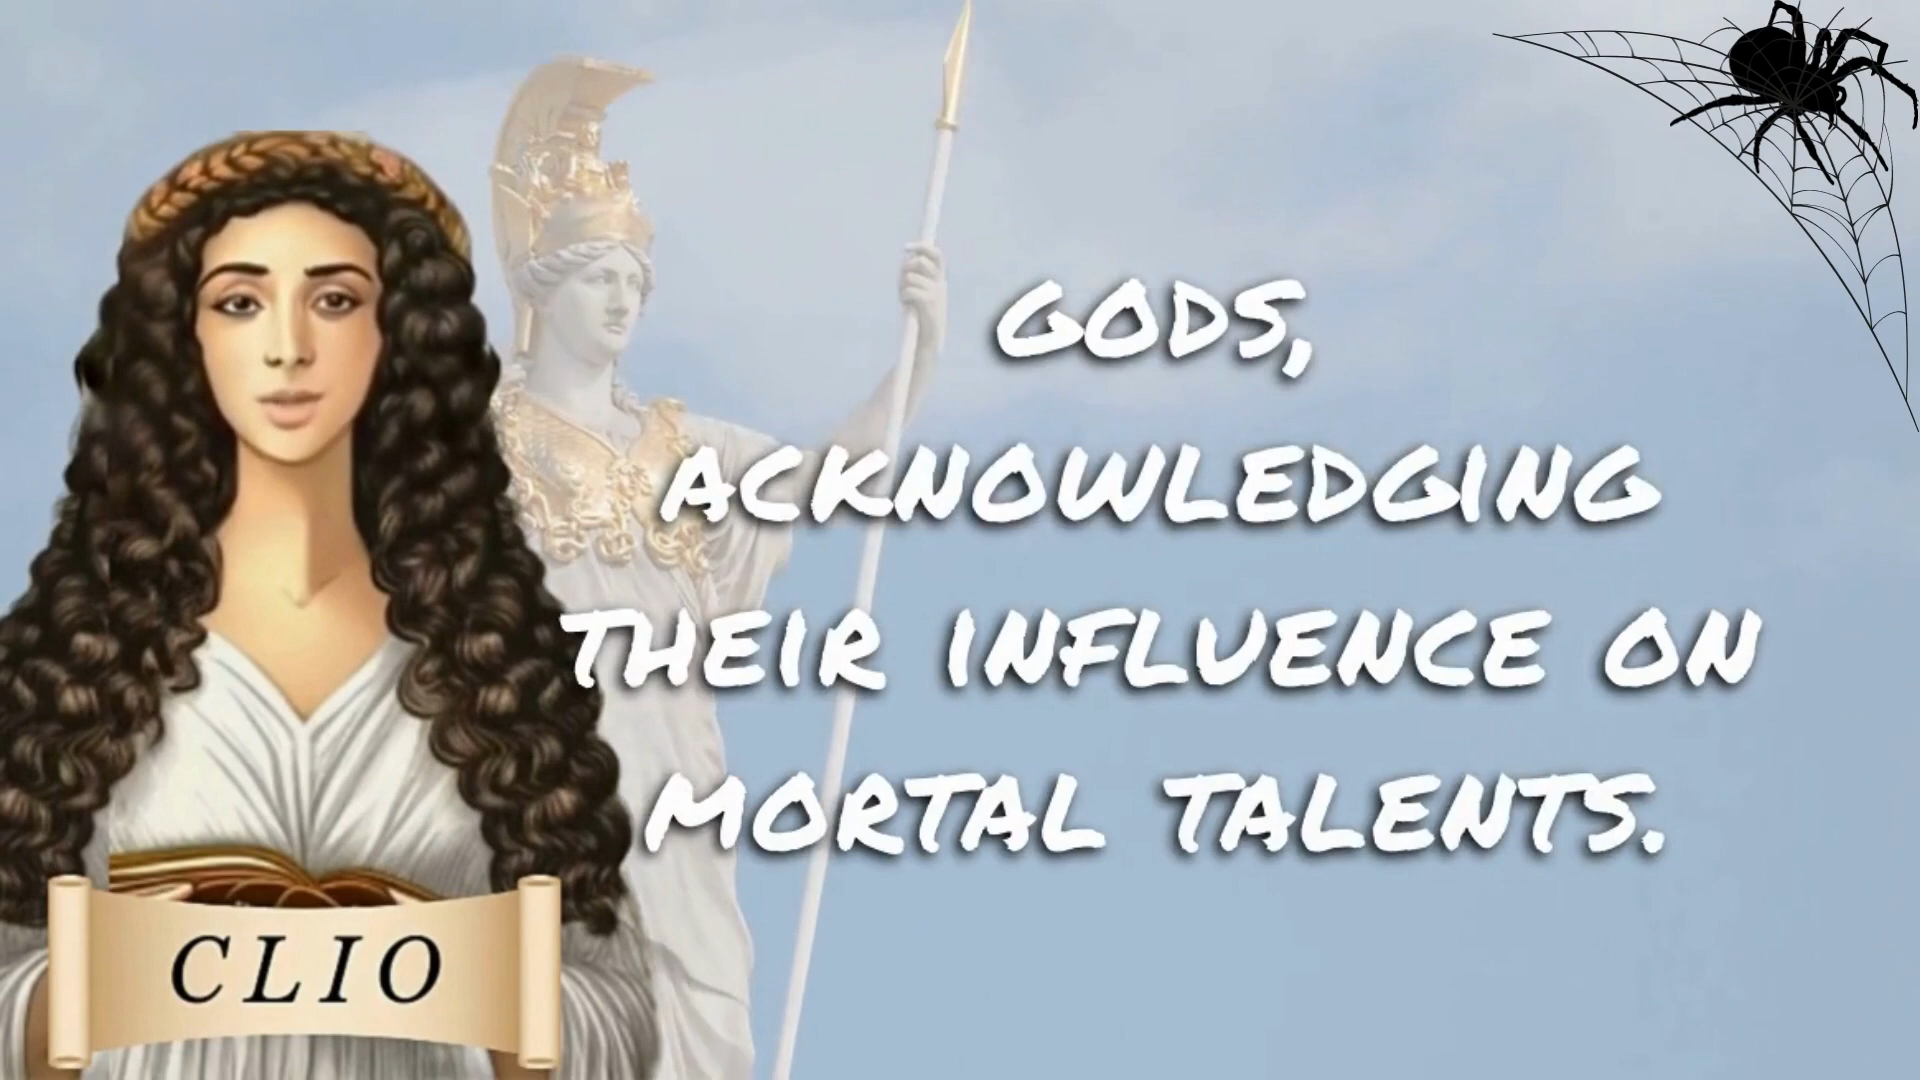 GODS,
ACKNOWLEDGING
THEIR INFLUENCE ON
MORTAL TALENTS.
CLIO